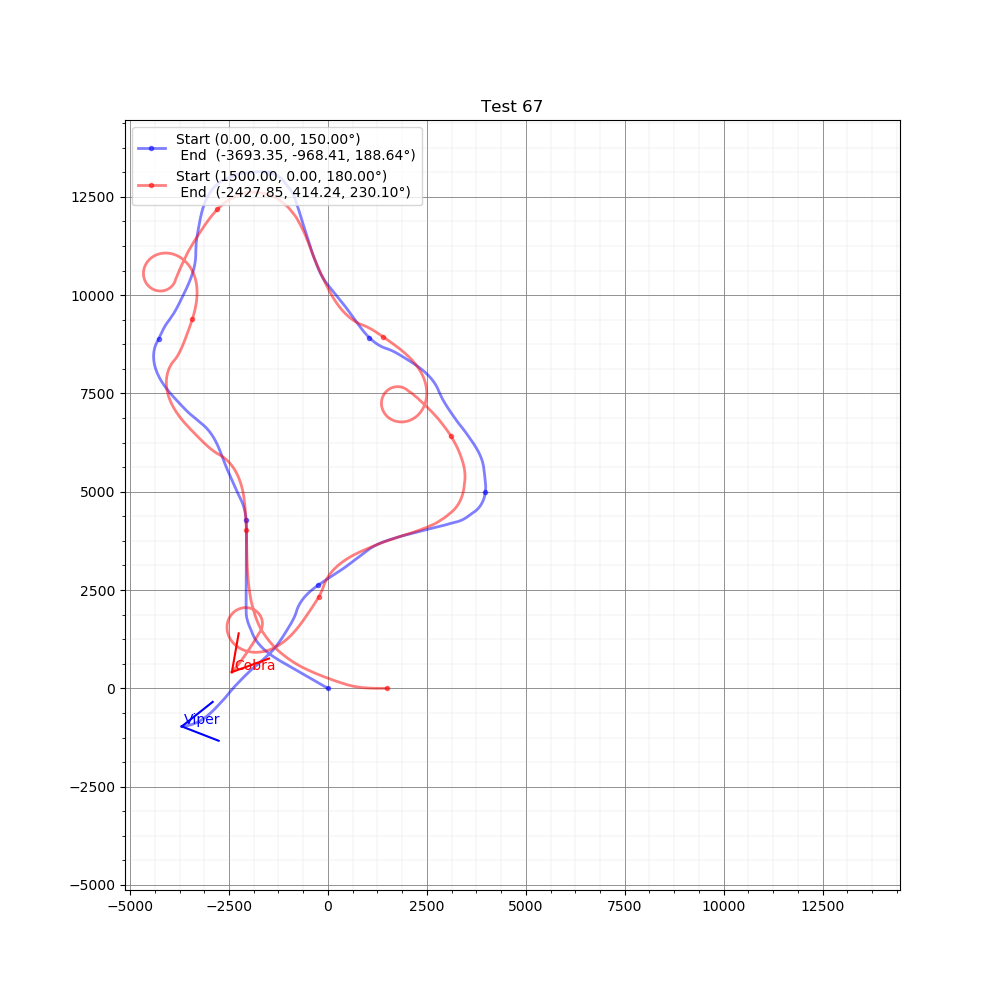 Test 67
Start (0.00, 0.00, 150.00°)
End (-3693.35, -968.41, 188.64°)
Start (1500.00, 0.00, 180.00°)
End (-2427.85, 414.24, 230.10°)
12500
10000
7500
5000
2500
0
−2500
−5000
Cobra
Viper
−5000 −2500 0 2500 5000 7500 10000 12500